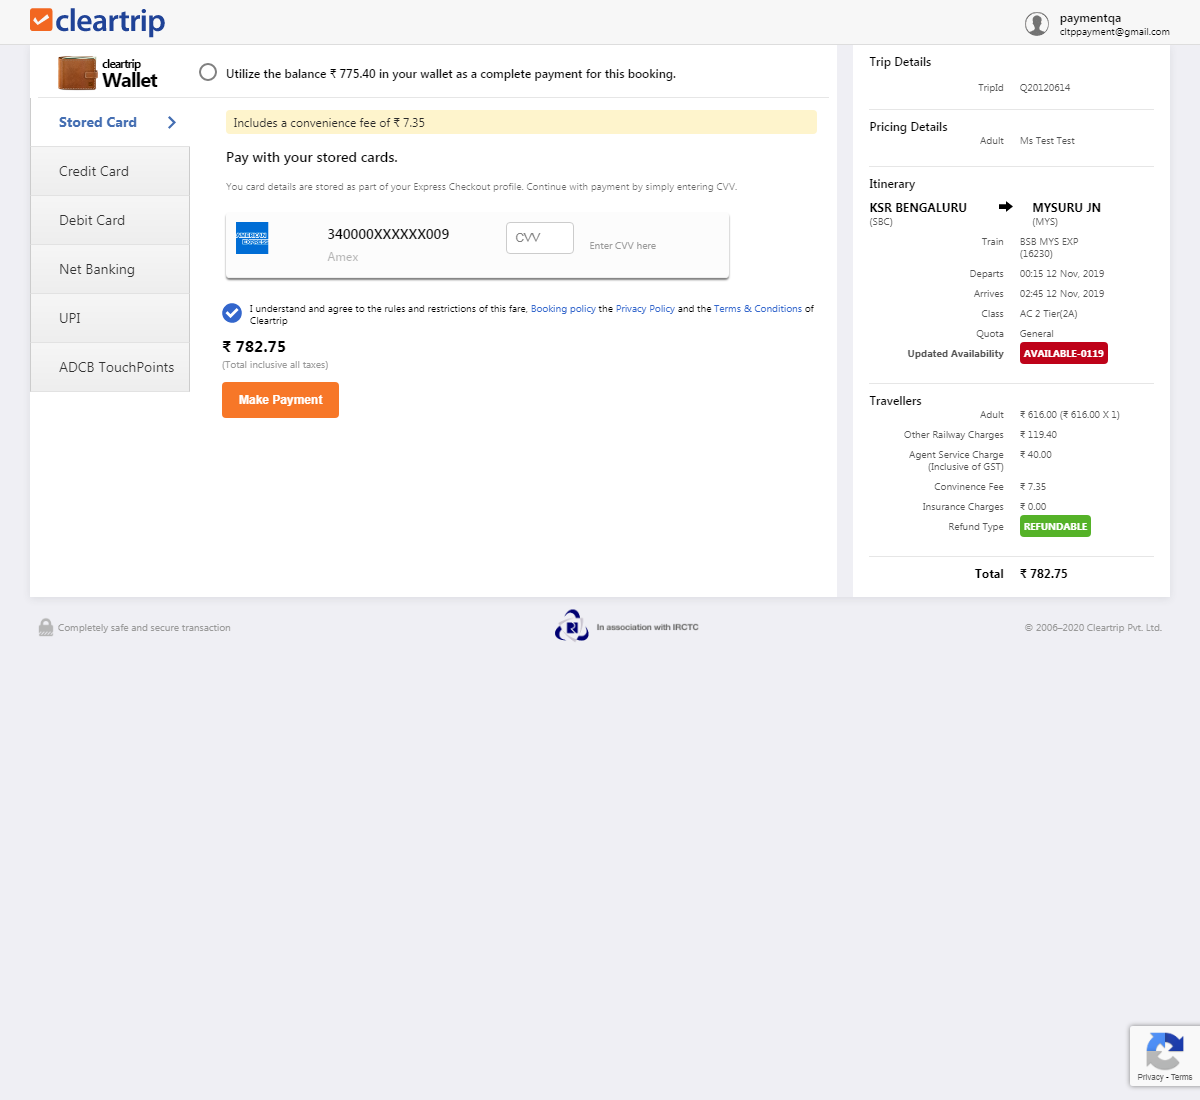 cleartrip
paymentqa
cltppayment@gmail.com
cleartrip
Wallet
Utilize the balance ₹ 775.40 in your wallet as a complete payment for this booking.
Stored Card
Credit Card
Debit Card
Net Banking
UPI
ADCB TouchPoints
Includes a convenience fee of ₹ 7.35
Pay with your stored cards.
You card details are stored as part of your Express Checkout profile. Continue with payment by simply entering CVV.
AMERICAN
EXPRESS
340000XXXXXX009
Amex
CVV
Enter CVV here
I understand and agree to the rules and restrictions of this fare, Booking policy the Privacy Policy and the Terms & Conditions of
Cleartrip
₹ 782.75
(Total inclusive all taxes)
Make Payment
Trip Details
TripId Q20120614
Pricing Details
Adult Ms Test Test
Itinerary
KSR BENGALURU MYSURU JN
(SBC) (MYS)
Train BSB MYS EXP
(16230)
Departs 00:15 12 Nov, 2019
Arrives 02:45 12 Nov, 2019
Class AC 2 Tier(2A)
Quota General
Updated Availability AVAILABLE-0119
Travellers
Adult ₹ 616.00 (₹ 616.00 X 1)
Other Railway Charges ₹ 119.40
Agent Service Charge ₹ 40.00
(Inclusive of GST)
Convinence Fee ₹ 7.35
Insurance Charges ₹ 0.00
Refund Type REFUNDABLE
Total ₹ 782.75
Completely safe and secure transaction
In association with IRCTC
© 2006–2020 Cleartrip Pvt. Ltd.
Privacy - Terms